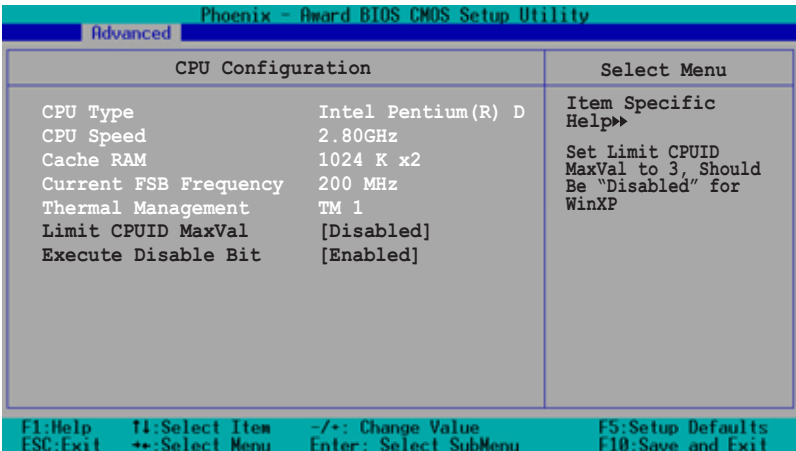 Phoenix - Award BIOS CMOS Setup Utility
Advanced
CPU Configuration
Select Menu
CPU Type Intel Pentium(R) D
CPU Speed 2.80GHz
Cache RAM 1024 K x2
Current FSB Frequency 200 MHz
Thermal Management TM 1
Limit CPUID MaxVal [Disabled]
Execute Disable Bit [Enabled]
Item Specific
Help▸▸
Set Limit CPUID
MaxVal to 3, Should
Be “Disabled” for
WinXP
F1:Help ↑↓:Select Item -/+: Change Value F5:Setup Defaults
ESC:Exit →←:Select Menu Enter: Select SubMenu F10:Save and Exit